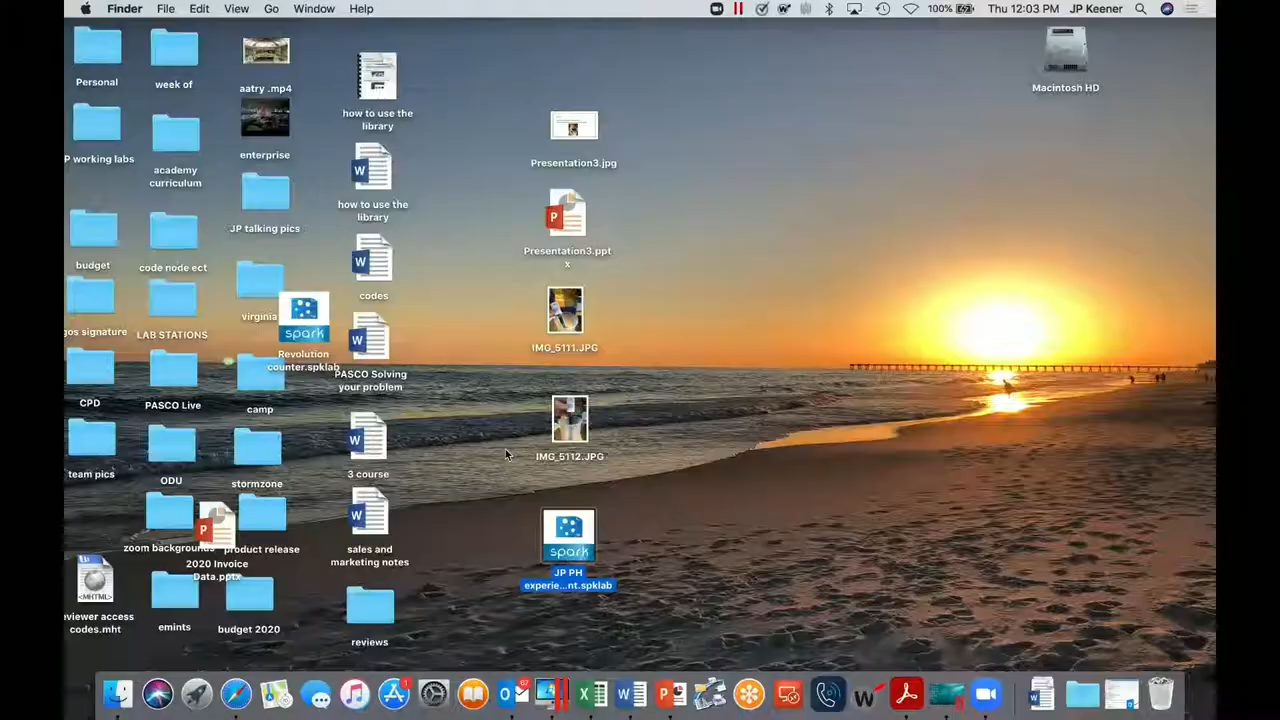 Finder File Edit View Go Window Help 100% Thu 12:03 PM JP Keener
Personal
week of
aatry .mp4
how to use the
library
Macintosh HD
P working labs
academy
curriculum
enterprise
how to use the
library
Presentation3.jpg
JP talking pics
budget
code node ect
codes
Presentation3.ppt
x
virginia
spark
Revolution
counter.spklab
gos signature
LAB STATIONS
PASCO Solving
your problem
IMG_5111.JPG
CPD
PASCO Live
camp
3 course
IMG_5112.JPG
team pics
ODU
stormzone
zoom backgrounds
product release
2020 Invoice
Data.pptx
sales and
marketing notes
spark
JP PH
experie...nt.spklab
<MHTML>
viewer access
codes.mht
emints
budget 2020
reviews